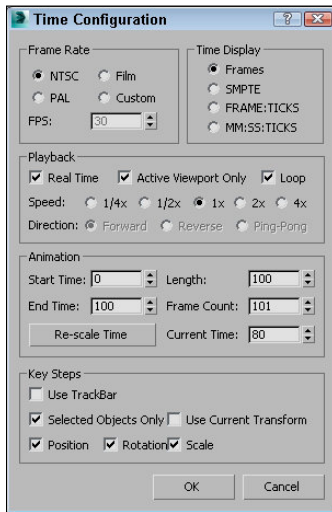 Time Configuration
Frame Rate
NTSC Film
PAL Custom
FPS: 30
Time Display
Frames
SMPTE
FRAME:TICKS
MM:SS:TICKS
Playback
Real Time Active Viewport Only Loop
Speed: 1/4x 1/2x 1x 2x 4x
Direction: Forward Reverse Ping-Pong
Animation
Start Time: 0 Length: 100
End Time: 100 Frame Count: 101
Re-scale Time Current Time: 80
Key Steps
Use TrackBar
Selected Objects Only Use Current Transform
Position Rotation Scale
OK Cancel